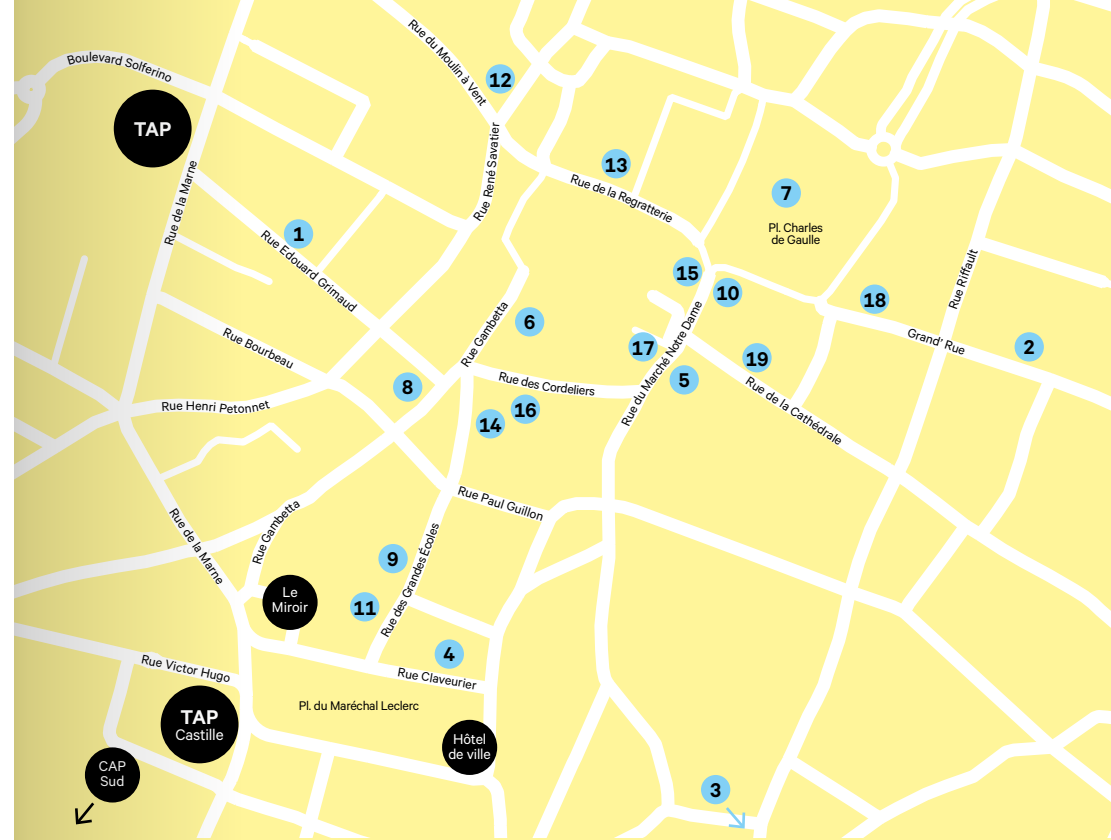 Rue du Moulin à Vent
Boulevard Solferino
12
TAP
Rue René Savatier
13
Rue de la Marne
Rue de la Regratterie
7
Pl. Charles
de Gaulle
1
Rue Edouard Grimaud
15
10
Rue Riffault
18
6
Rue Gambetta
Rue du Marché Notre Dame
Grand' Rue
2
Rue Bourbeau
17
19
8
Rue des Cordeliers
5
Rue de la Cathédrale
Rue Henri Petonnet
14
16
Rue Paul Guillon
Rue de la Marne
Rue Gambetta
9
Rue des Grandes Écoles
Le
Miroir
11
4
Rue Victor Hugo
Rue Claveurier
Pl. du Maréchal Leclerc
TAP
Castille
Hôtel
de ville
CAP
Sud
3